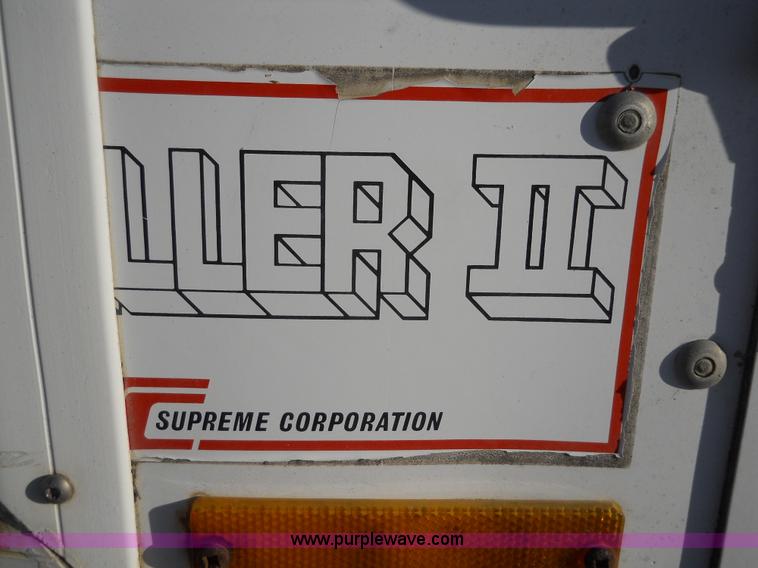 LLER II
SUPREME CORPORATION
www.purplewave.com